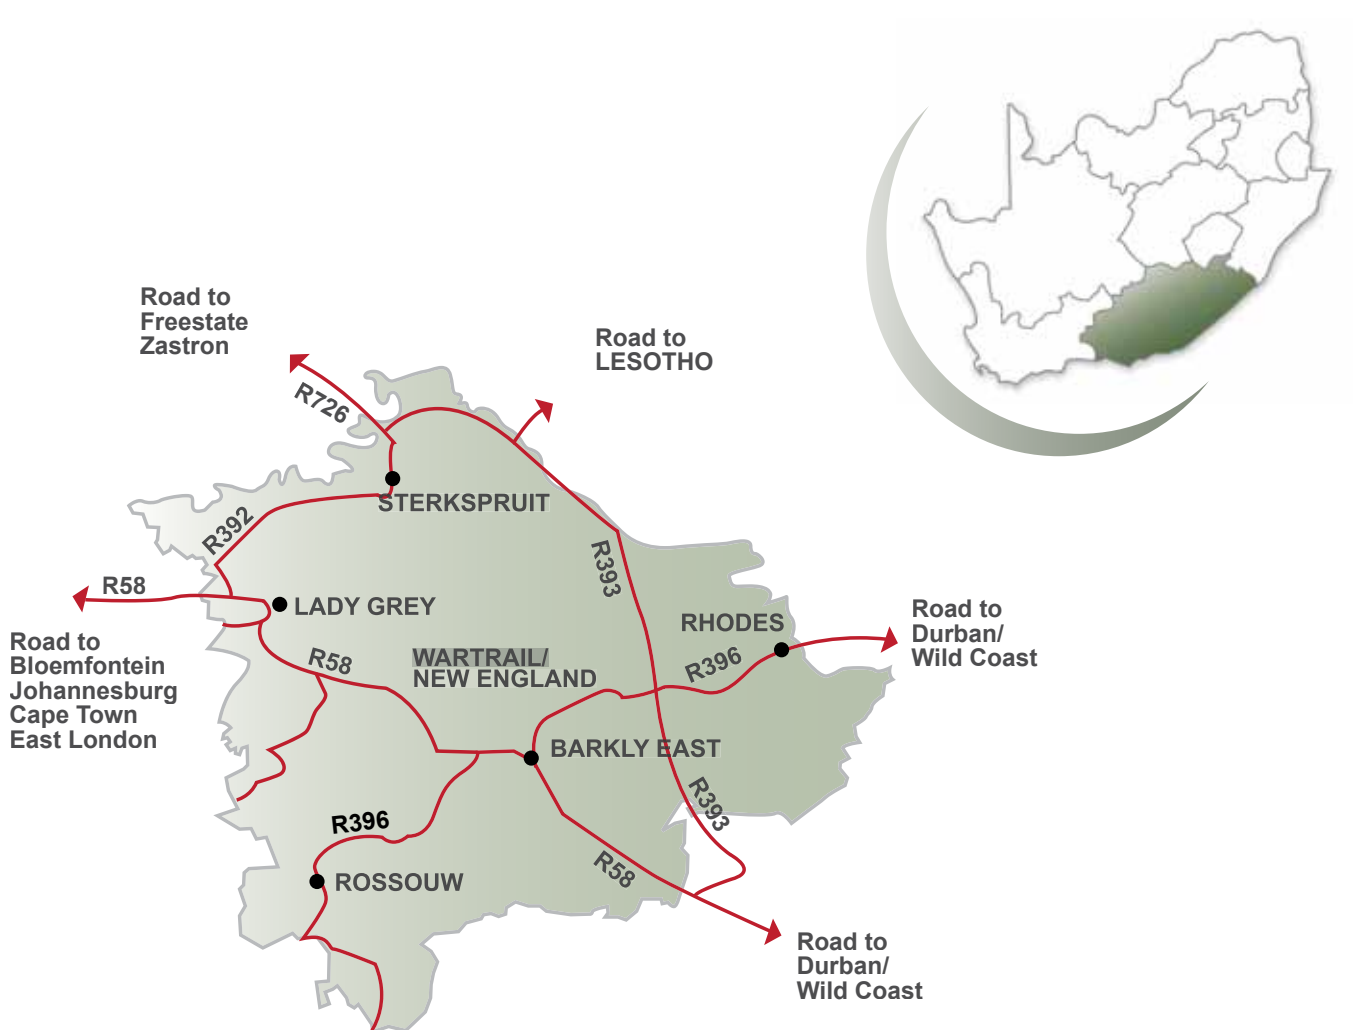 Road to
Freestate
Zastron
Road to
LESOTHO
R726
STERKSPRUIT
R392
R393
R58
LADY GREY
Road to
Bloemfontein
Johannesburg
Cape Town
East London
R58
WARTRAIL/
NEW ENGLAND
RHODES
R396
Road to
Durban/
Wild Coast
BARKLY EAST
R393
R396
R58
ROSSOUW
Road to
Durban/
Wild Coast